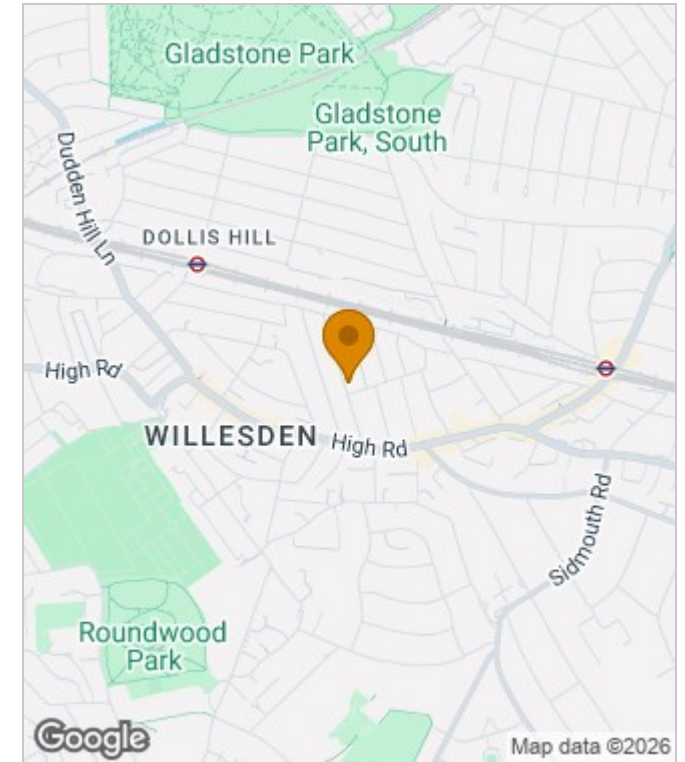 Gladstone Park
Gladstone
Park, South
Dudden Hill Ln
DOLLIS HILL
High Rd
WILLESDEN
High Rd
Sidmouth Rd
Roundwood
Park
Google
Map data ©2026